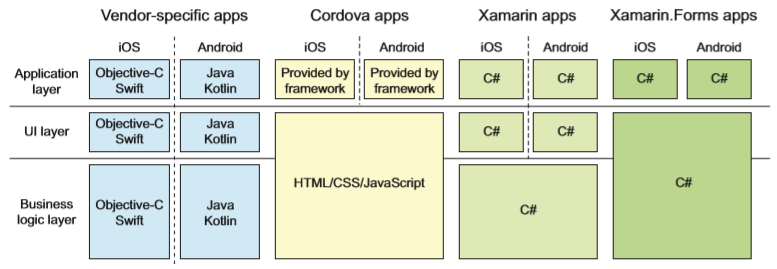 Vendor-specific apps Cordova apps Xamarin apps Xamarin.Forms apps
iOS Android iOS Android iOS Android iOS Android
Application
layer
Objective-C
Swift
Java
Kotlin
Provided by
framework
Provided by
framework
C#
C#
C#
C#
UI layer
Objective-C
Swift
Java
Kotlin
HTML/CSS/JavaScript
C#
C#
C#
Business
logic layer
Objective-C
Swift
Java
Kotlin
C#